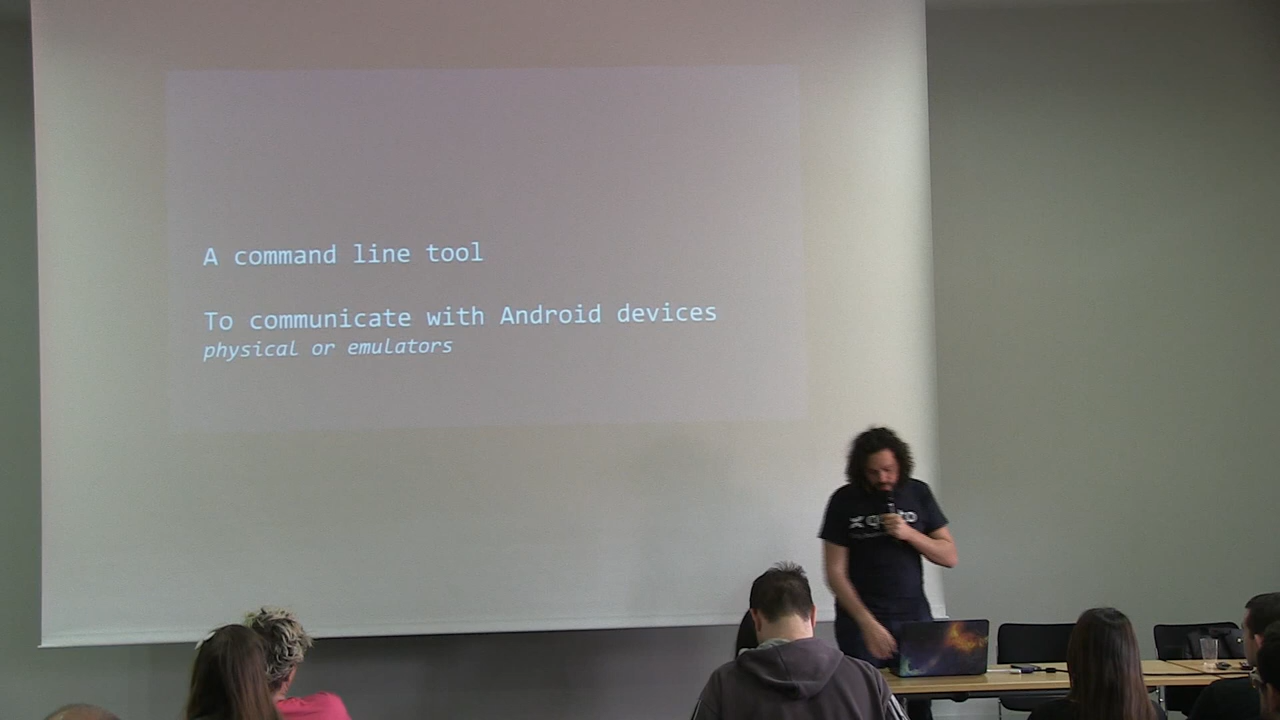 A command line tool
To communicate with Android devices
physical or emulators